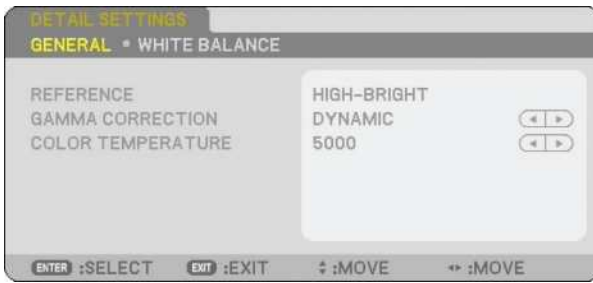 DETAIL SETTINGS
GENERAL • WHITE BALANCE
REFERENCE HIGH-BRIGHT
GAMMA CORRECTION DYNAMIC
COLOR TEMPERATURE 5000
ENTER :SELECT EXIT :EXIT :MOVE :MOVE